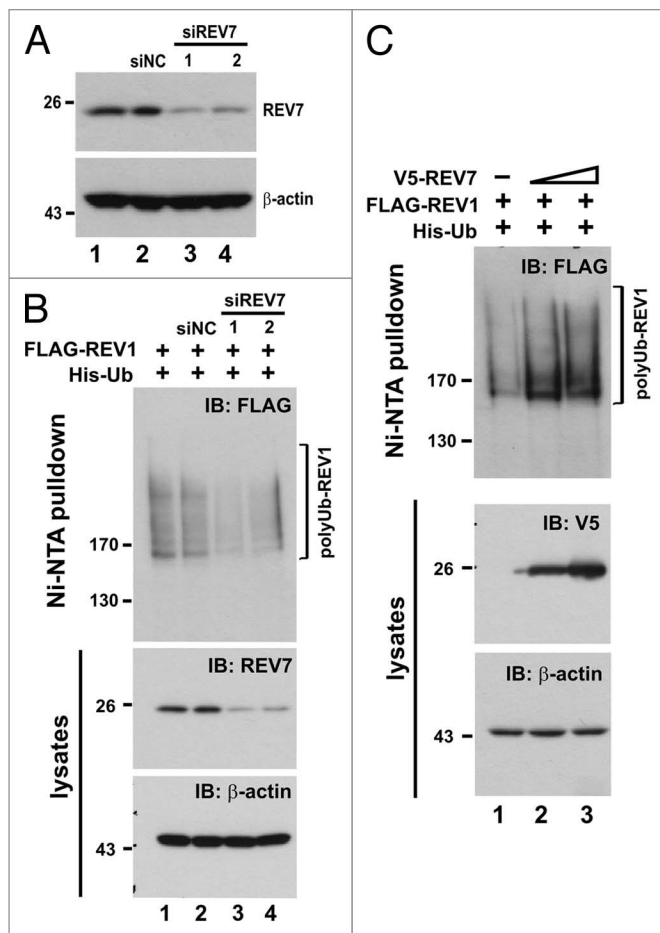 A
siREV7
siNC 1 2
26
REV7
43
β-actin
1 2 3 4
B
siREV7
siNC 1 2
FLAG-REV1 + + + +
His-Ub + + + +
Ni-NTA pulldown
IB: FLAG
170
130
polyUb-REV1
lysates
IB: REV7
26
IB: β-actin
43
1 2 3 4
C
V5-REV7 –
FLAG-REV1 + + +
His-Ub + + +
Ni-NTA pulldown
IB: FLAG
170
130
polyUb-REV1
lysates
IB: V5
26
IB: β-actin
43
1 2 3